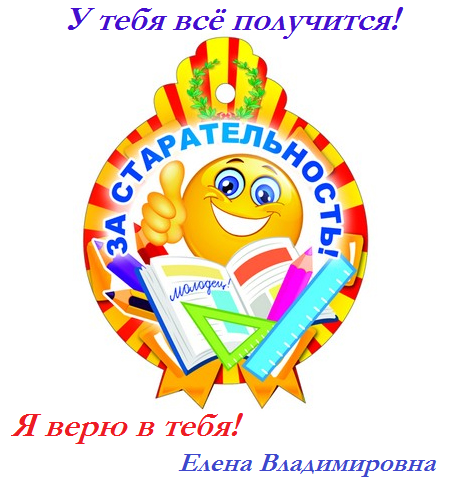 У тебя всё получится!
ЗА СТАРАТЕЛЬНОСТЬ!
молодец!
Я верю в тебя!
Елена Владимировна